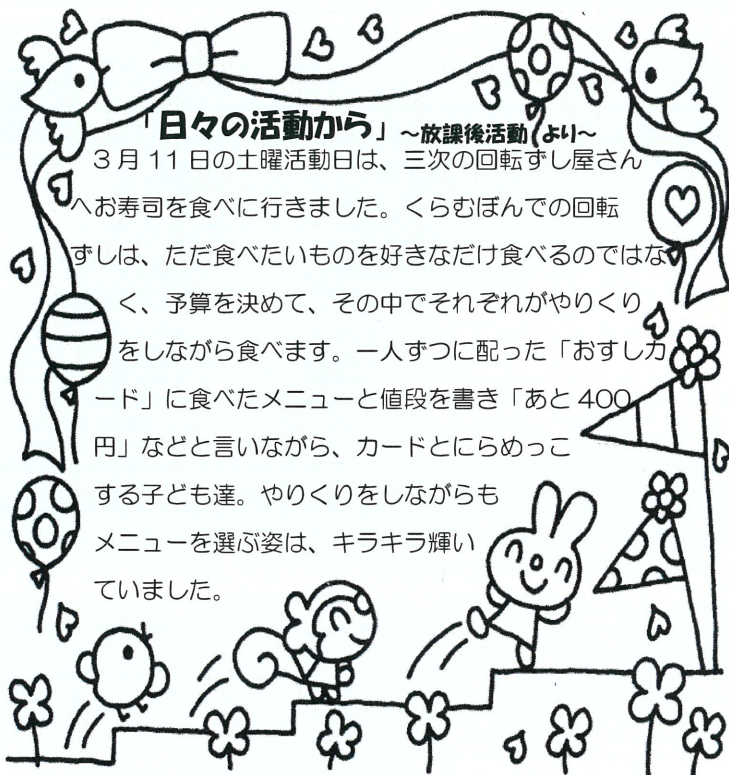 「日々の活動から」～放課後活動より～
3月11日の土曜活動日は、三次の回転ずし屋さん
へお寿司を食べに行きました。くらむぼんでの回転
ずしは、ただ食べたいものを好きなだけ食べるのではな
く、予算を決めて、その中でそれぞれがやりくり
をしながら食べます。一人ずつに配った「おすしカ
ード」に食べたメニューと値段を書き「あと400
円」などと言いながら、カードとにらめっこ
する子ども達。やりくりをしながらも
メニューを選ぶ姿は、キラキラ輝い
ていました。